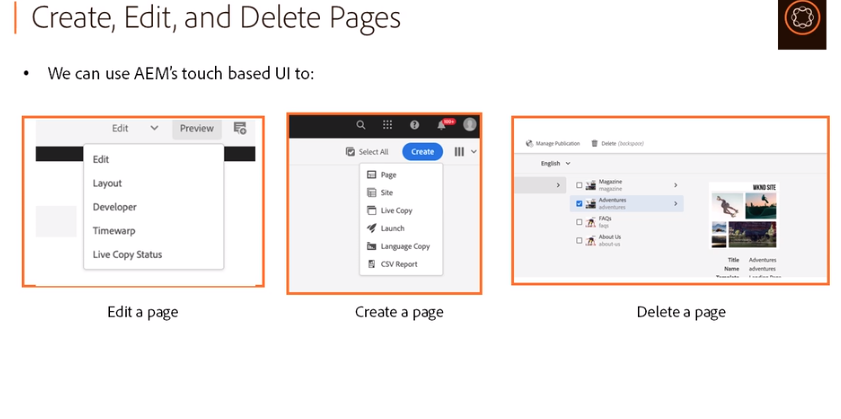 Create, Edit, and Delete Pages
• We can use AEM's touch based UI to:
Edit Preview
Edit
Layout
Developer
Timewarp
Live Copy Status
Edit a page
Select All Create
Page
Site
Live Copy
Launch
Language Copy
CSV Report
Create a page
Manage Publication Delete (backspace)
English
Magazine
magazine
Adventures
adventures
FAQs
faqs
About Us
about-us
WKND SITE
Title Adventures
Name adventures
Template Landing Page
Delete a page